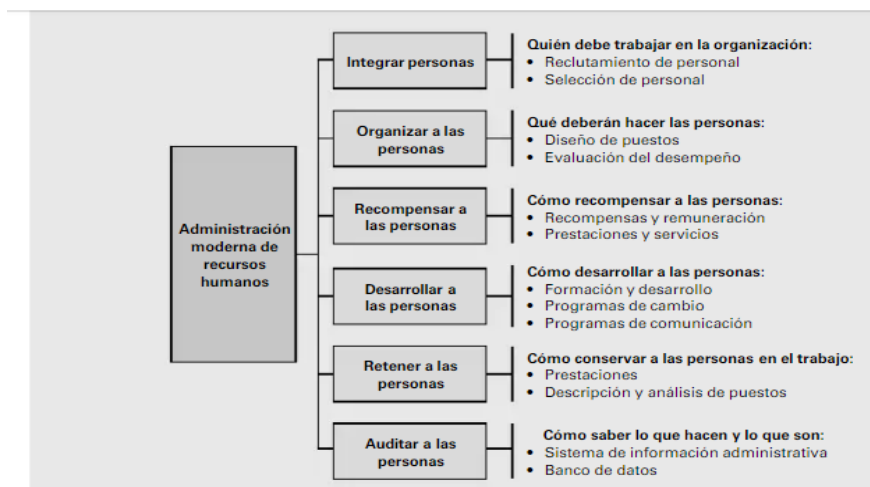 Administración
moderna de
recursos
humanos
Integrar personas
Quién debe trabajar en la organización:
• Reclutamiento de personal
• Selección de personal
Organizar a las
personas
Qué deberán hacer las personas:
• Diseño de puestos
• Evaluación del desempeño
Recompensar a
las personas
Cómo recompensar a las personas:
• Recompensas y remuneración
• Prestaciones y servicios
Desarrollar a
las personas
Cómo desarrollar a las personas:
• Formación y desarrollo
• Programas de cambio
• Programas de comunicación
Retener a las
personas
Cómo conservar a las personas en el trabajo:
• Prestaciones
• Descripción y análisis de puestos
Auditar a las
personas
Cómo saber lo que hacen y lo que son:
• Sistema de información administrativa
• Banco de datos